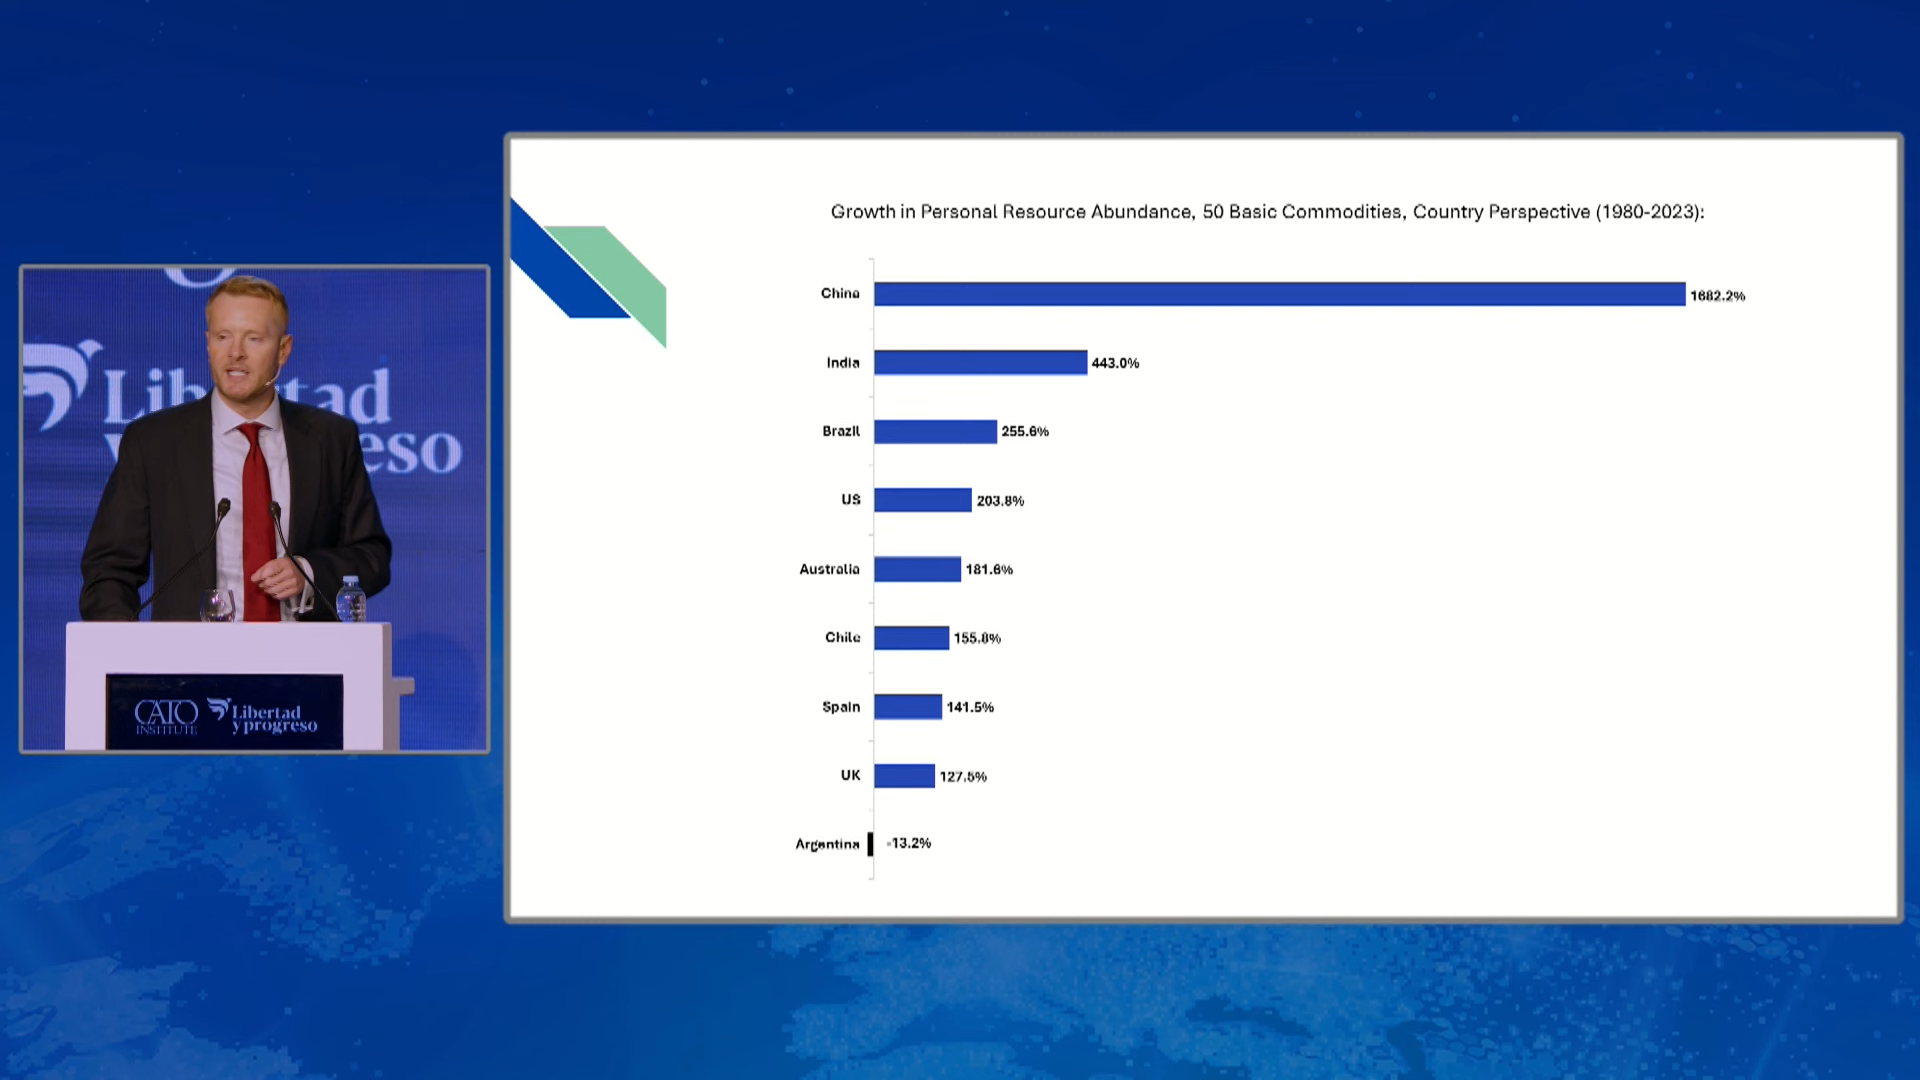 Growth in Personal Resource Abundance, 50 Basic Commodities, Country Perspective (1980-2023):
China 1682.2%
India 443.0%
Brazil 255.6%
US 203.8%
Australia 181.6%
Chile 155.8%
Spain 141.5%
UK 127.5%
Argentina -13.2%
CATO
INSTITUTE
Libertad
y progreso